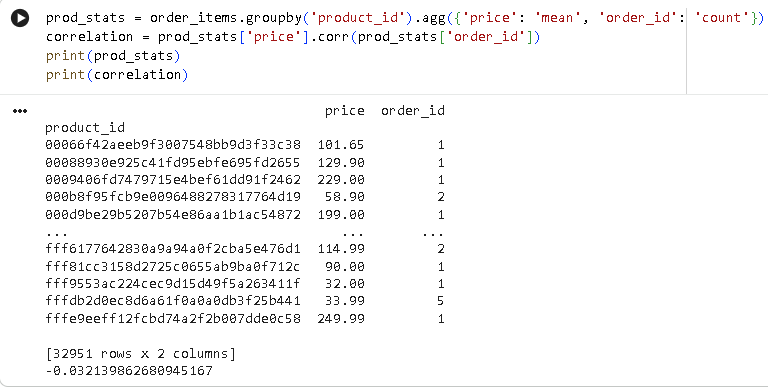 prod_stats = order_items.groupby('product_id').agg({'price': 'mean', 'order_id': 'count'})
correlation = prod_stats['price'].corr(prod_stats['order_id'])
print(prod_stats)
print(correlation)
price order_id
product_id
00066f42aeeb9f3007548bb9d3f33c38 101.65 1
00088930e925c41fd95ebfe695fd2655 129.90 1
0009406fd7479715e4bef61dd91f2462 229.00 1
000b8f95fcb9e0096488278317764d19 58.90 2
000d9be29b5207b54e86aa1b1ac54872 199.00 1
... ... ...
fff6177642830a9a94a0f2cba5e476d1 114.99 2
fff81cc3158d2725c0655ab9ba0f712c 90.00 1
fff9553ac224cec9d15d49f5a263411f 32.00 1
fffdb2d0ec8d6a61f0a0a0db3f25b441 33.99 5
fffe9eeff12fcbd74a2f2b007dde0c58 249.99 1
[32951 rows x 2 columns]
-0.032139862680945167